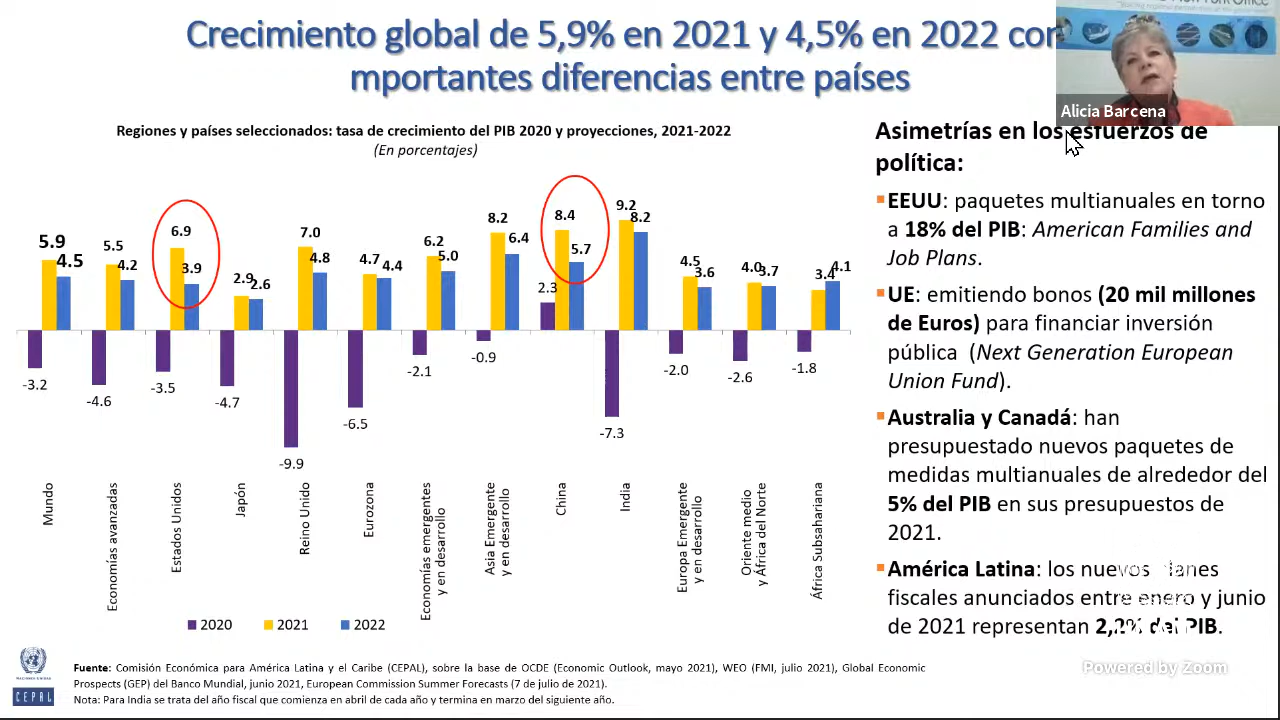 Crecimiento global de 5,9% en 2021 y 4,5% en 2022 con
mportantes diferencias entre países
Alicia Barcena
Regiones y países seleccionados: tasa de crecimiento del PIB 2020 y proyecciones, 2021-2022
(En porcentajes)
5.9
4.5
-3.2
5.5
4.2
-4.6
6.9
3.9
-3.5
2.9
2.6
-4.7
7.0
4.8
-9.9
4.7
4.4
-6.5
6.2
5.0
-2.1
8.2
6.4
-0.9
2.3
8.4
5.7
9.2
8.2
-7.3
4.5
3.6
-2.0
4.0
3.7
-2.6
3.4
4.1
-1.8
Mundo
Economías avanzadas
Estados Unidos
Japón
Reino Unido
Eurozona
Economías emergentes
y en desarrollo
Asia Emergente
y en desarrollo
China
India
Europa Emergente
y en desarrollo
Oriente medio
y África del Norte
África Subsahariana
2020
2021
2022
Asimetrías en los esfuerzos de
política:
EEUU: paquetes multianuales en torno
a 18% del PIB: American Families and
Job Plans.
UE: emitiendo bonos (20 mil millones
de Euros) para financiar inversión
pública (Next Generation European
Union Fund).
Australia y Canadá: han
presupuestado nuevos paquetes de
medidas multianuales de alrededor del
5% del PIB en sus presupuestos de
2021.
América Latina: los nuevos planes
fiscales anunciados entre enero y junio
de 2021 representan 2,2% del PIB.
Powered by Zoom
NACIONES UNIDAS
CEPAL
Fuente: Comisión Económica para América Latina y el Caribe (CEPAL), sobre la base de OCDE (Economic Outlook, mayo 2021), WEO (FMI, julio 2021), Global Economic
Prospects (GEP) del Banco Mundial, junio 2021, European Commission Summer Forecasts (7 de julio de 2021).
Nota: Para India se trata del año fiscal que comienza en abril de cada año y termina en marzo del siguiente año.